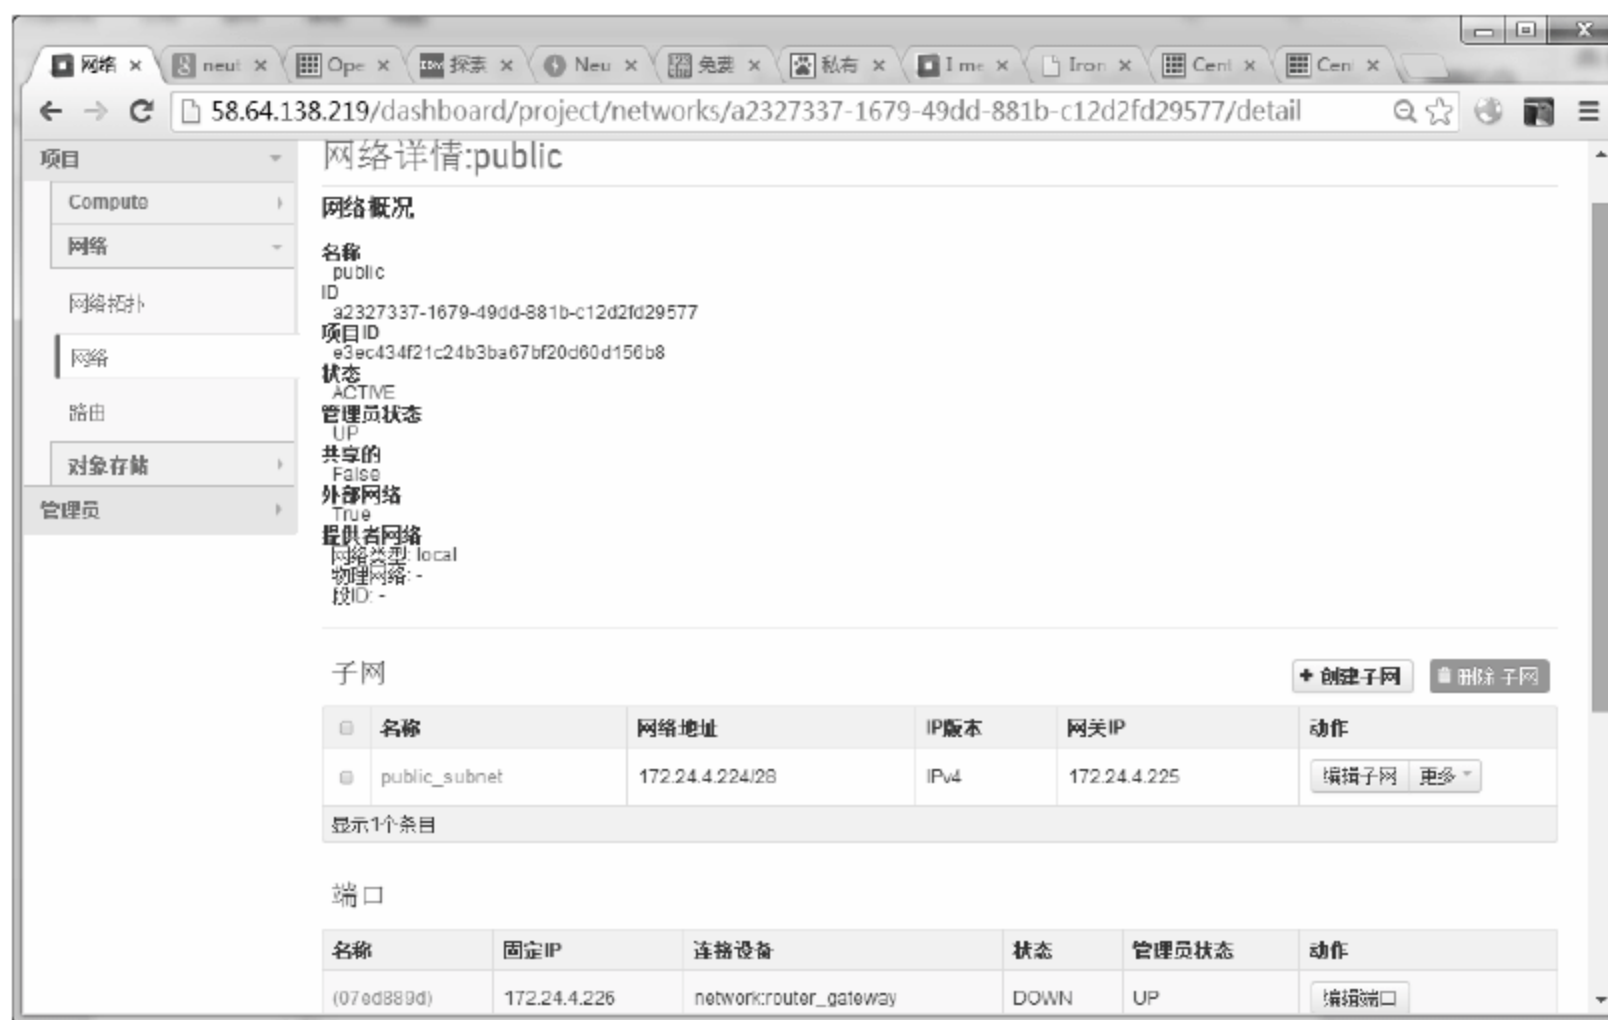 网络 × neut × Ope × 探索 × Neu × 免费 × 私有 × I me × Iron × Cent × Cen ×
58.64.138.219/dashboard/project/networks/a2327337-1679-49dd-881b-c12d2fd29577/detail
项目
Compute
网络
网络拓扑
网络
路由
对象存储
管理员
网络详情:public
网络概况
名称
public
ID
a2327337-1679-49dd-881b-c12d2fd29577
项目ID
e3ec434f21c24b3ba67bf20d60d156b8
状态
ACTIVE
管理员状态
UP
共享的
False
外部网络
True
提供者网络
网络类型: local
物理网络: -
段ID: -
子网
+ 创建子网 删除子网
名称 网络地址 IP版本 网关IP 动作
public_subnet 172.24.4.224/28 IPv4 172.24.4.225 编辑子网 更多
显示1个条目
端口
名称 固定IP 连接设备 状态 管理员状态 动作
(07ed889d) 172.24.4.226 network:router_gateway DOWN UP 编辑端口